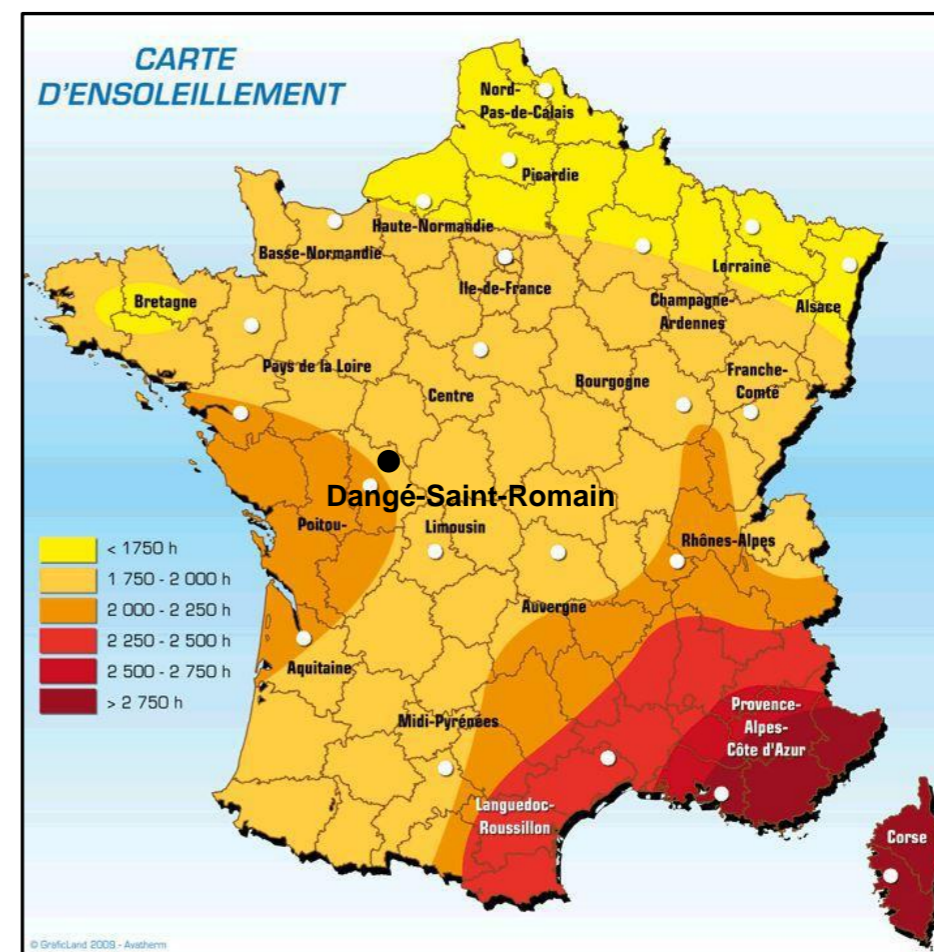 CARTE
D'ENSOLEILLEMENT
Nord-
Pas-de-Calais
Picardie
Haute-Normandie
Basse-Normandie
Ile-de-France
Lorraine
Champagne-
Ardennes
Alsace
Bretagne
Pays de la Loire
Centre
Bourgogne
Franche-
Comté
Dangé-Saint-Romain
Poitou-
Limousin
Rhônes-Alpes
Auvergne
Aquitaine
Midi-Pyrénées
Provence-
Alpes-
Côte d'Azur
Languedoc-
Roussillon
Corse
< 1750 h
1 750 - 2 000 h
2 000 - 2 250 h
2 250 - 2 500 h
2 500 - 2 750 h
> 2 750 h
© GraficLand 2009 - Avatherm